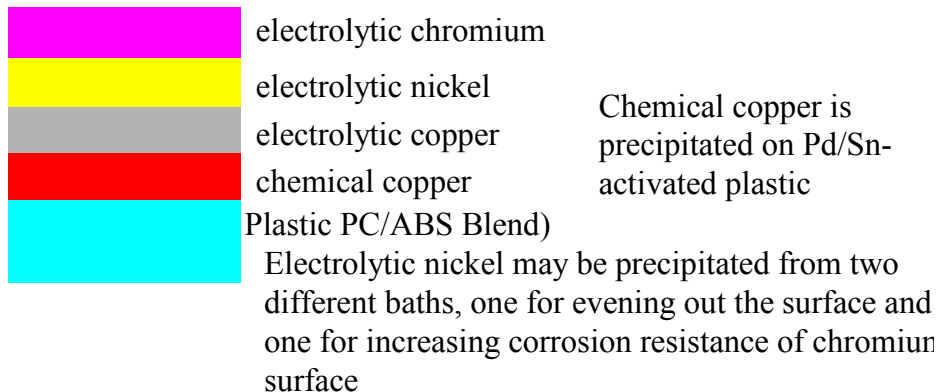 electrolytic chromium
electrolytic nickel
electrolytic copper
chemical copper
Chemical copper is
precipitated on Pd/Sn-
activated plastic
Plastic PC/ABS Blend)
Electrolytic nickel may be precipitated from two
different baths, one for evening out the surface and
one for increasing corrosion resistance of chromiun
surface